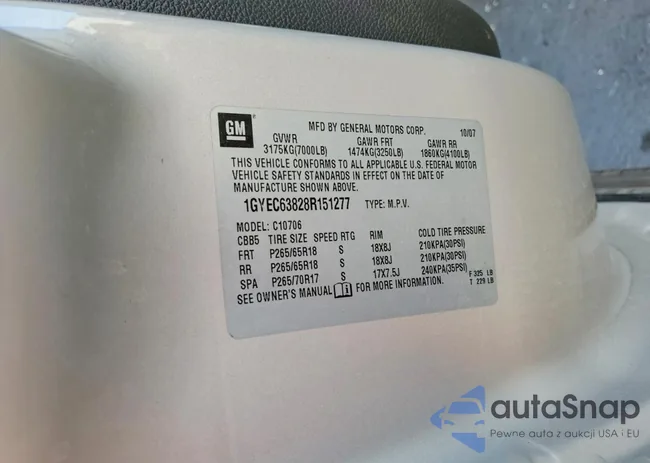 GM
MFD BY GENERAL MOTORS CORP. 10/07
GVWR GAWR FRT GAWR RR
3175KG(7000LB) 1474KG(3250LB) 1860KG(4100LB)
THIS VEHICLE CONFORMS TO ALL APPLICABLE U.S. FEDERAL MOTOR
VEHICLE SAFETY STANDARDS IN EFFECT ON THE DATE OF
MANUFACTURE SHOWN ABOVE.
1GYEC63828R151277 TYPE: M.P.V.
MODEL: C10706
CBB5 TIRE SIZE SPEED RTG RIM COLD TIRE PRESSURE
FRT P265/65R18 S 18X8J 210KPA(30PSI)
RR P265/65R18 S 18X8J 210KPA(30PSI)
SPA P265/70R17 S 17X7.5J 240KPA(35PSI)
SEE OWNER'S MANUAL FOR MORE INFORMATION.
F 325 LB
T 229 LB
autaSnap
Pewne auta z aukcji USA i EU